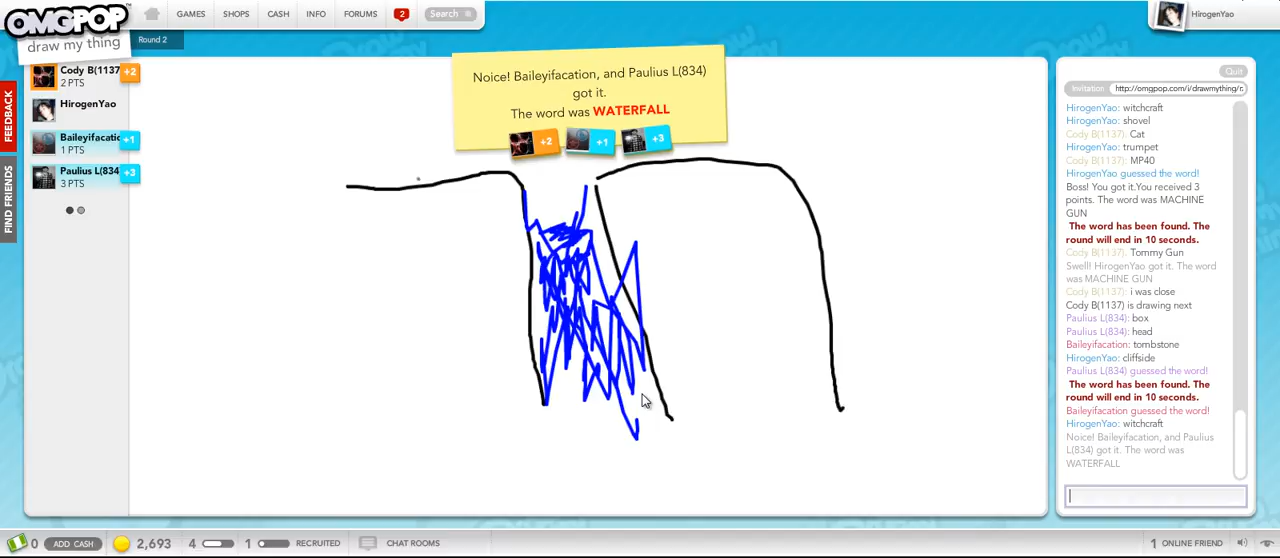 OMGPOP™
draw my thing
GAMES SHOPS CASH INFO FORUMS 2 Search
HirogenYao
Round 2
FEEDBACK
FIND FRIENDS
Cody B(1137 +2
2 PTS
HirogenYao
Baileyifacatio +1
1 PTS
Paulius L(834 +3
3 PTS
Noice! Baileyifacation, and Paulius L(834)
got it.
The word was WATERFALL
+2 +1 +3
Quit
Invitation http://omgpop.com/i/drawmything/r
HirogenYao: witchcraft
HirogenYao: shovel
Cody B(1137): Cat
HirogenYao: trumpet
Cody B(1137): MP40
HirogenYao guessed the word!
Boss! You got it.You received 3
points. The word was MACHINE
GUN
The word has been found. The
round will end in 10 seconds.
Cody B(1137): Tommy Gun
Swell! HirogenYao got it. The word
was MACHINE GUN
Cody B(1137): i was close
Cody B(1137) is drawing next
Paulius L(834): box
Paulius L(834): head
Baileyifacation: tombstone
HirogenYao: cliffside
Paulius L(834) guessed the word!
The word has been found. The
round will end in 10 seconds.
Baileyifacation guessed the word!
HirogenYao: witchcraft
Noice! Baileyifacation, and Paulius
L(834) got it. The word was
WATERFALL
0 ADD CASH 2,693 4 1 RECRUITED CHAT ROOMS 1 ONLINE FRIEND